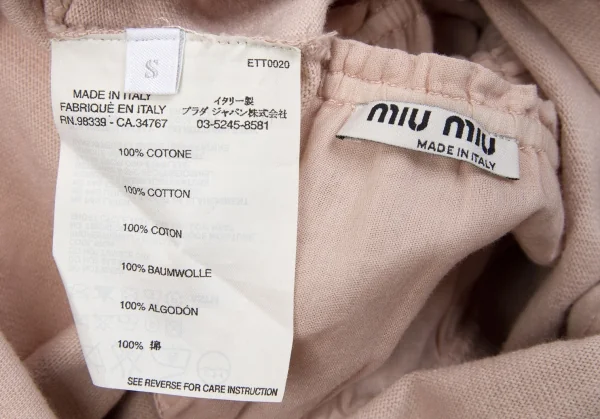 S
ETT0020
MADE IN ITALY
FABRIQUÉ EN ITALY
RN.98339 - CA.34767
イタリー製
プラダ ジャパン株式会社
03-5245-8581
100% COTONE
100% COTTON
100% COTON
100% BAUMWOLLE
100% ALGODÓN
100% 綿
SEE REVERSE FOR CARE INSTRUCTION
miu miu
MADE IN ITALY